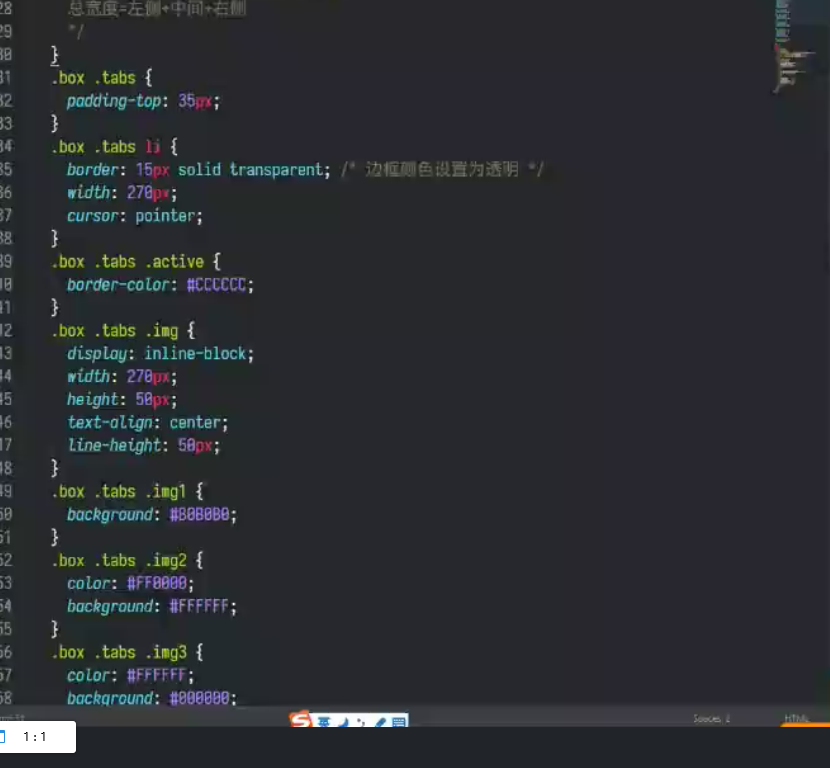 28 总宽度=左侧+中间+右侧
29 */
30 }
31 .box .tabs {
32 padding-top: 35px;
33 }
34 .box .tabs li {
35 border: 15px solid transparent; /* 边框颜色设置为透明 */
36 width: 270px;
37 cursor: pointer;
38 }
39 .box .tabs .active {
40 border-color: #CCCCCC;
41 }
42 .box .tabs .img {
43 display: inline-block;
44 width: 270px;
45 height: 50px;
46 text-align: center;
47 line-height: 50px;
48 }
49 .box .tabs .img1 {
50 background: #B0B0B0;
51 }
52 .box .tabs .img2 {
53 color: #FF0000;
54 background: #FFFFFF;
55 }
56 .box .tabs .img3 {
57 color: #FFFFFF;
58 background: #000000;
英
Spaces: 2 HTML
1:1